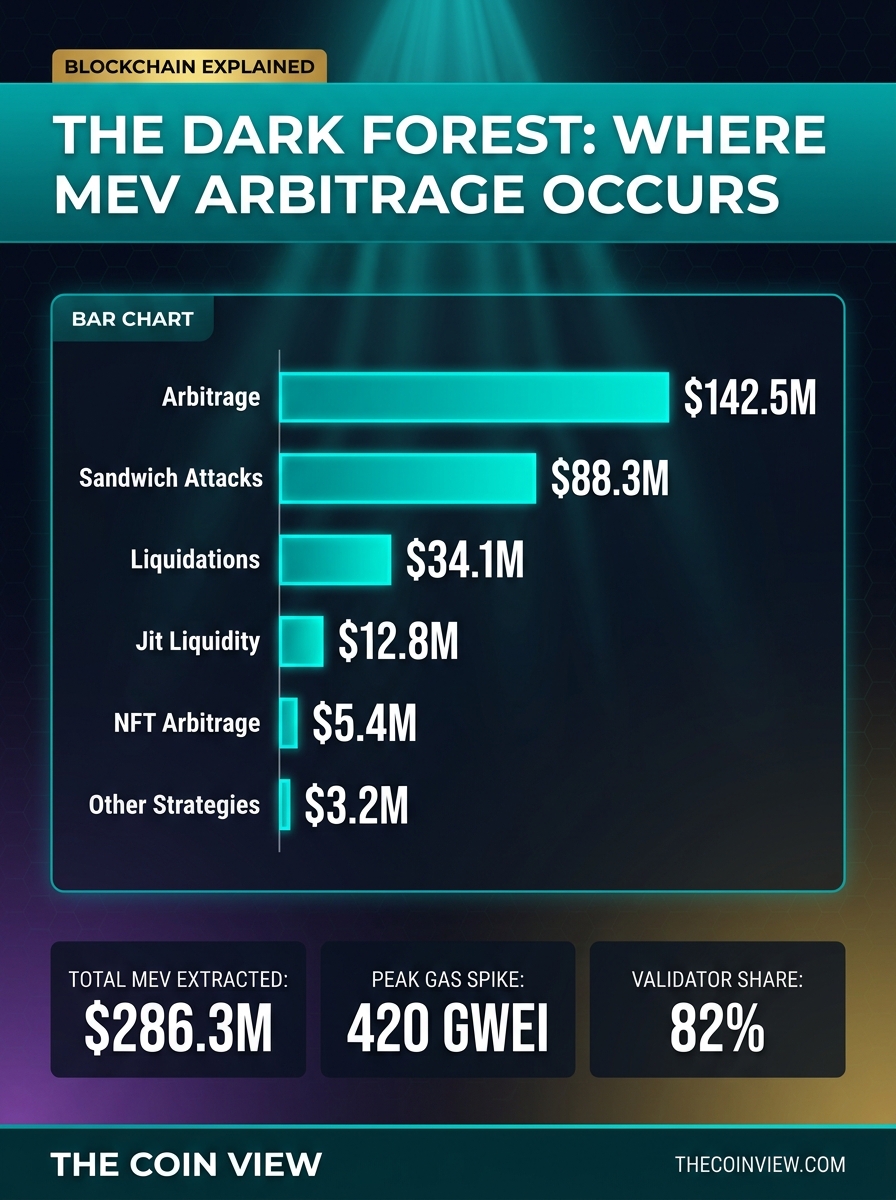 BLOCKCHAIN EXPLAINED
THE DARK FOREST: WHERE
MEV ARBITRAGE OCCURS
BAR CHART
Arbitrage $142.5M
Sandwich Attacks $88.3M
Liquidations $34.1M
Jit Liquidity $12.8M
NFT Arbitrage $5.4M
Other Strategies $3.2M
TOTAL MEV EXTRACTED:
$286.3M
PEAK GAS SPIKE:
420 GWEI
VALIDATOR SHARE:
82%
THE COIN VIEW
THECOINVIEW.COM